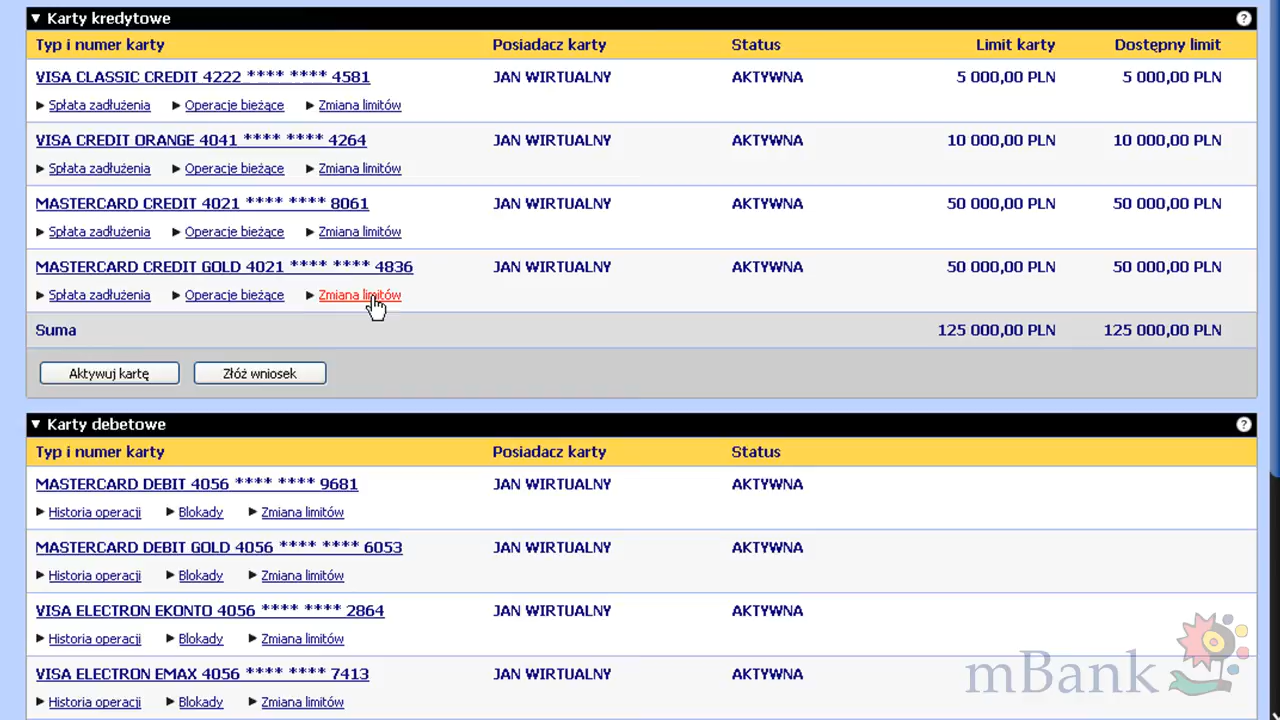 ▼ Karty kredytowe ?
Typ i numer karty Posiadacz karty Status Limit karty Dostępny limit
VISA CLASSIC CREDIT 4222 **** **** 4581 JAN WIRTUALNY AKTYWNA 5 000,00 PLN 5 000,00 PLN
▶ Spłata zadłużenia ▶ Operacje bieżące ▶ Zmiana limitów
VISA CREDIT ORANGE 4041 **** **** 4264 JAN WIRTUALNY AKTYWNA 10 000,00 PLN 10 000,00 PLN
▶ Spłata zadłużenia ▶ Operacje bieżące ▶ Zmiana limitów
MASTERCARD CREDIT 4021 **** **** 8061 JAN WIRTUALNY AKTYWNA 50 000,00 PLN 50 000,00 PLN
▶ Spłata zadłużenia ▶ Operacje bieżące ▶ Zmiana limitów
MASTERCARD CREDIT GOLD 4021 **** **** 4836 JAN WIRTUALNY AKTYWNA 50 000,00 PLN 50 000,00 PLN
▶ Spłata zadłużenia ▶ Operacje bieżące ▶ Zmiana limitów
Suma 125 000,00 PLN 125 000,00 PLN
Aktywuj kartę Złóż wniosek
▼ Karty debetowe ?
Typ i numer karty Posiadacz karty Status
MASTERCARD DEBIT 4056 **** **** 9681 JAN WIRTUALNY AKTYWNA
▶ Historia operacji ▶ Blokady ▶ Zmiana limitów
MASTERCARD DEBIT GOLD 4056 **** **** 6053 JAN WIRTUALNY AKTYWNA
▶ Historia operacji ▶ Blokady ▶ Zmiana limitów
VISA ELECTRON EKONTO 4056 **** **** 2864 JAN WIRTUALNY AKTYWNA
▶ Historia operacji ▶ Blokady ▶ Zmiana limitów
VISA ELECTRON EMAX 4056 **** **** 7413 JAN WIRTUALNY AKTYWNA
▶ Historia operacji ▶ Blokady ▶ Zmiana limitów
mBank